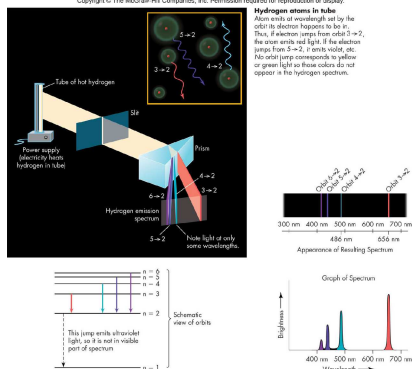 Copyright © The McGraw-Hill Companies, Inc. Permission required for reproduction or display.
Hydrogen atoms in tube
Atom emits at wavelength set by the
orbit its electron happens to be in.
Thus, if electron jumps from orbit 3→2,
the atom emits red light. If the electron
jumps from 5→2, it emits violet, etc.
No orbit jump corresponds to yellow
or green light so these colors do not
appear in the hydrogen spectrum.
5→2
3→2
4→2
Tube of hot hydrogen
Slit
Prism
Power supply
(electricity heats
hydrogen in tube)
4→2
6→2
3→2
Hydrogen emission
spectrum
5→2
Note light at only
some wavelengths.
Orbit 6→2
Orbit 5→2
Orbit 4→2
Orbit 3→2
300 nm 400 nm 600 nm 700 nm
486 nm 656 nm
Appearance of Resulting Spectrum
n = 6
n = 5
n = 4
n = 3
n = 2
Schematic
view of orbits
This jump emits ultraviolet
light, so it is not in visible
part of spectrum
n = 1
Graph of Spectrum
Brightness
400 nm 500 nm 600 nm 700 nm
Wavelength